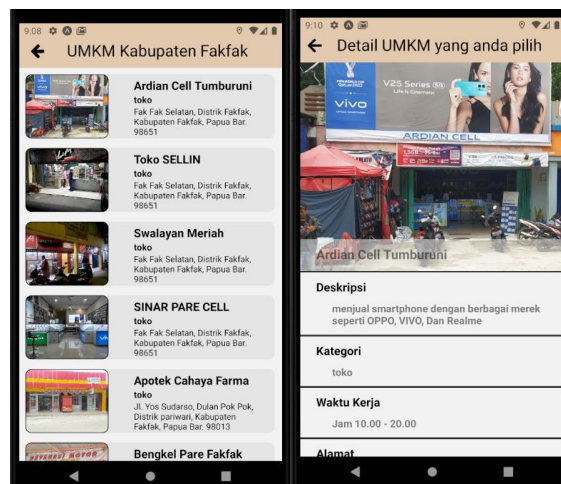 9:08
UMKM Kabupaten Fakfak
Ardian Cell Tumburuni
toko
Fak Fak Selatan, Distrik Fakfak,
Kabupaten Fakfak, Papua Bar.
98651
Toko SELLIN
toko
Fak Fak Selatan, Distrik Fakfak,
Kabupaten Fakfak, Papua Bar.
98651
Swalayan Meriah
toko
Fak Fak Selatan, Distrik Fakfak,
Kabupaten Fakfak, Papua Bar.
98651
SINAR PARE CELL
toko
Fak Fak Selatan, Distrik Fakfak,
Kabupaten Fakfak, Papua Bar.
98651
Apotek Cahaya Farma
toko
Jl. Yos Sudarso, Dulan Pok Pok,
Distrik pariwari, Kabupaten
Fakfak, Papua Bar. 98013
Bengkel Pare Fakfak
9:10
Detail UMKM yang anda pilih
V25 Series 5G
Life is Cinematic
vivo
ARDIAN CELL
Ardian Cell Tumburuni
Deskripsi
menjual smartphone dengan berbagai merek
seperti OPPO, VIVO, Dan Realme
Kategori
toko
Waktu Kerja
Jam 10.00 - 20.00
Alamat